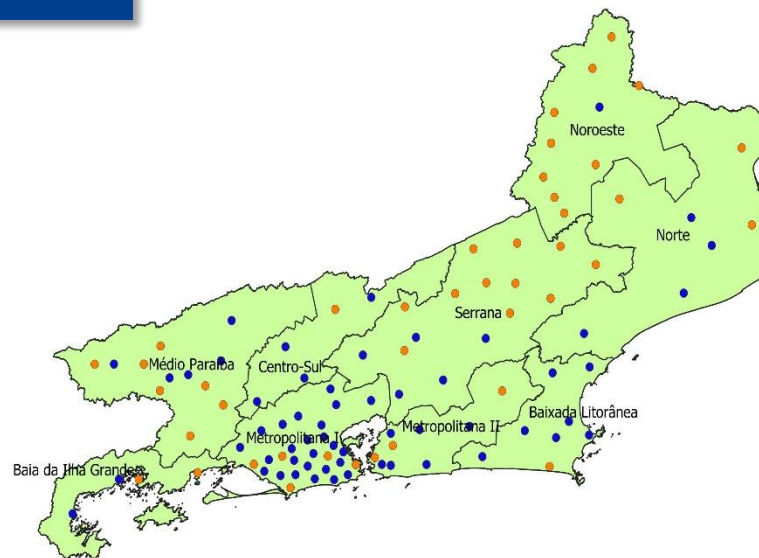 Noroeste
Norte
Serrana
Médio Paraíba
Centro-Sul
Baixada Litorânea
Metropolitana I
Metropolitana II
Baia da Ilha Grande